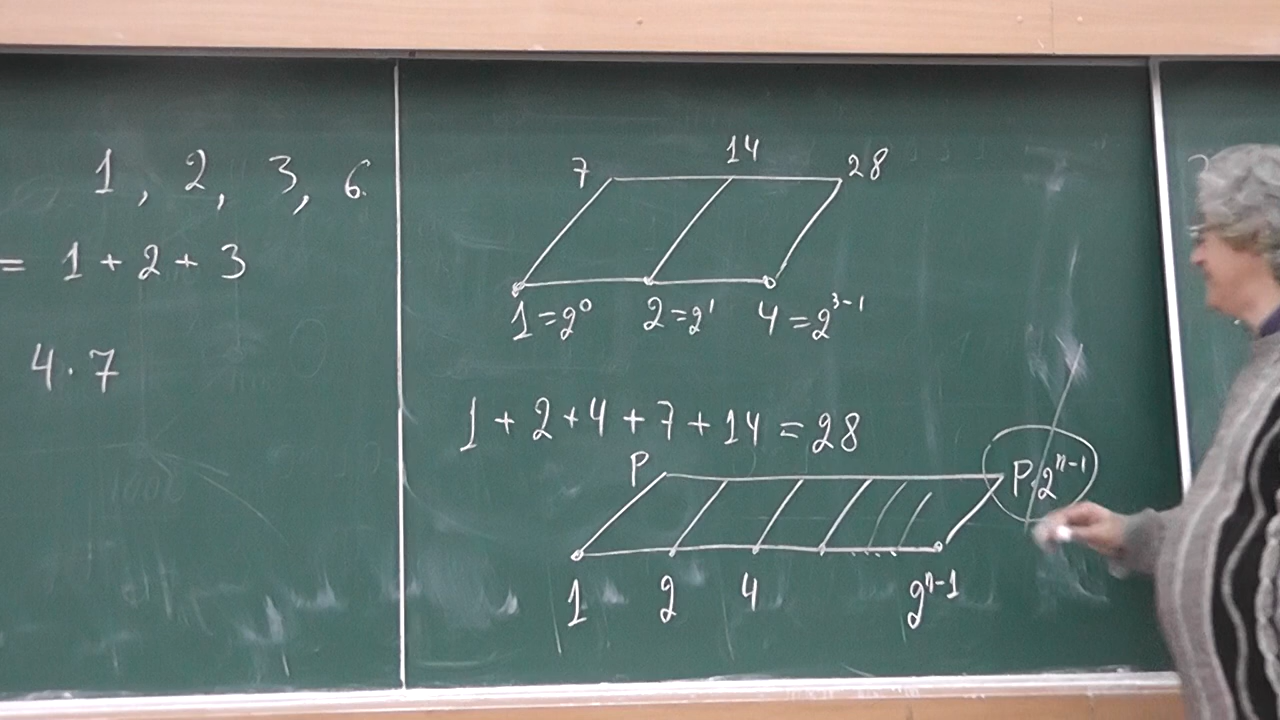 1, 2, 3, 6
= 1 + 2 + 3
4 · 7
7 14 28
1 = 2⁰ 2 = 2¹ 4 = 2³⁻¹
1 + 2 + 4 + 7 + 14 = 28
P P·2ⁿ⁻¹
1 2 4 2ⁿ⁻¹